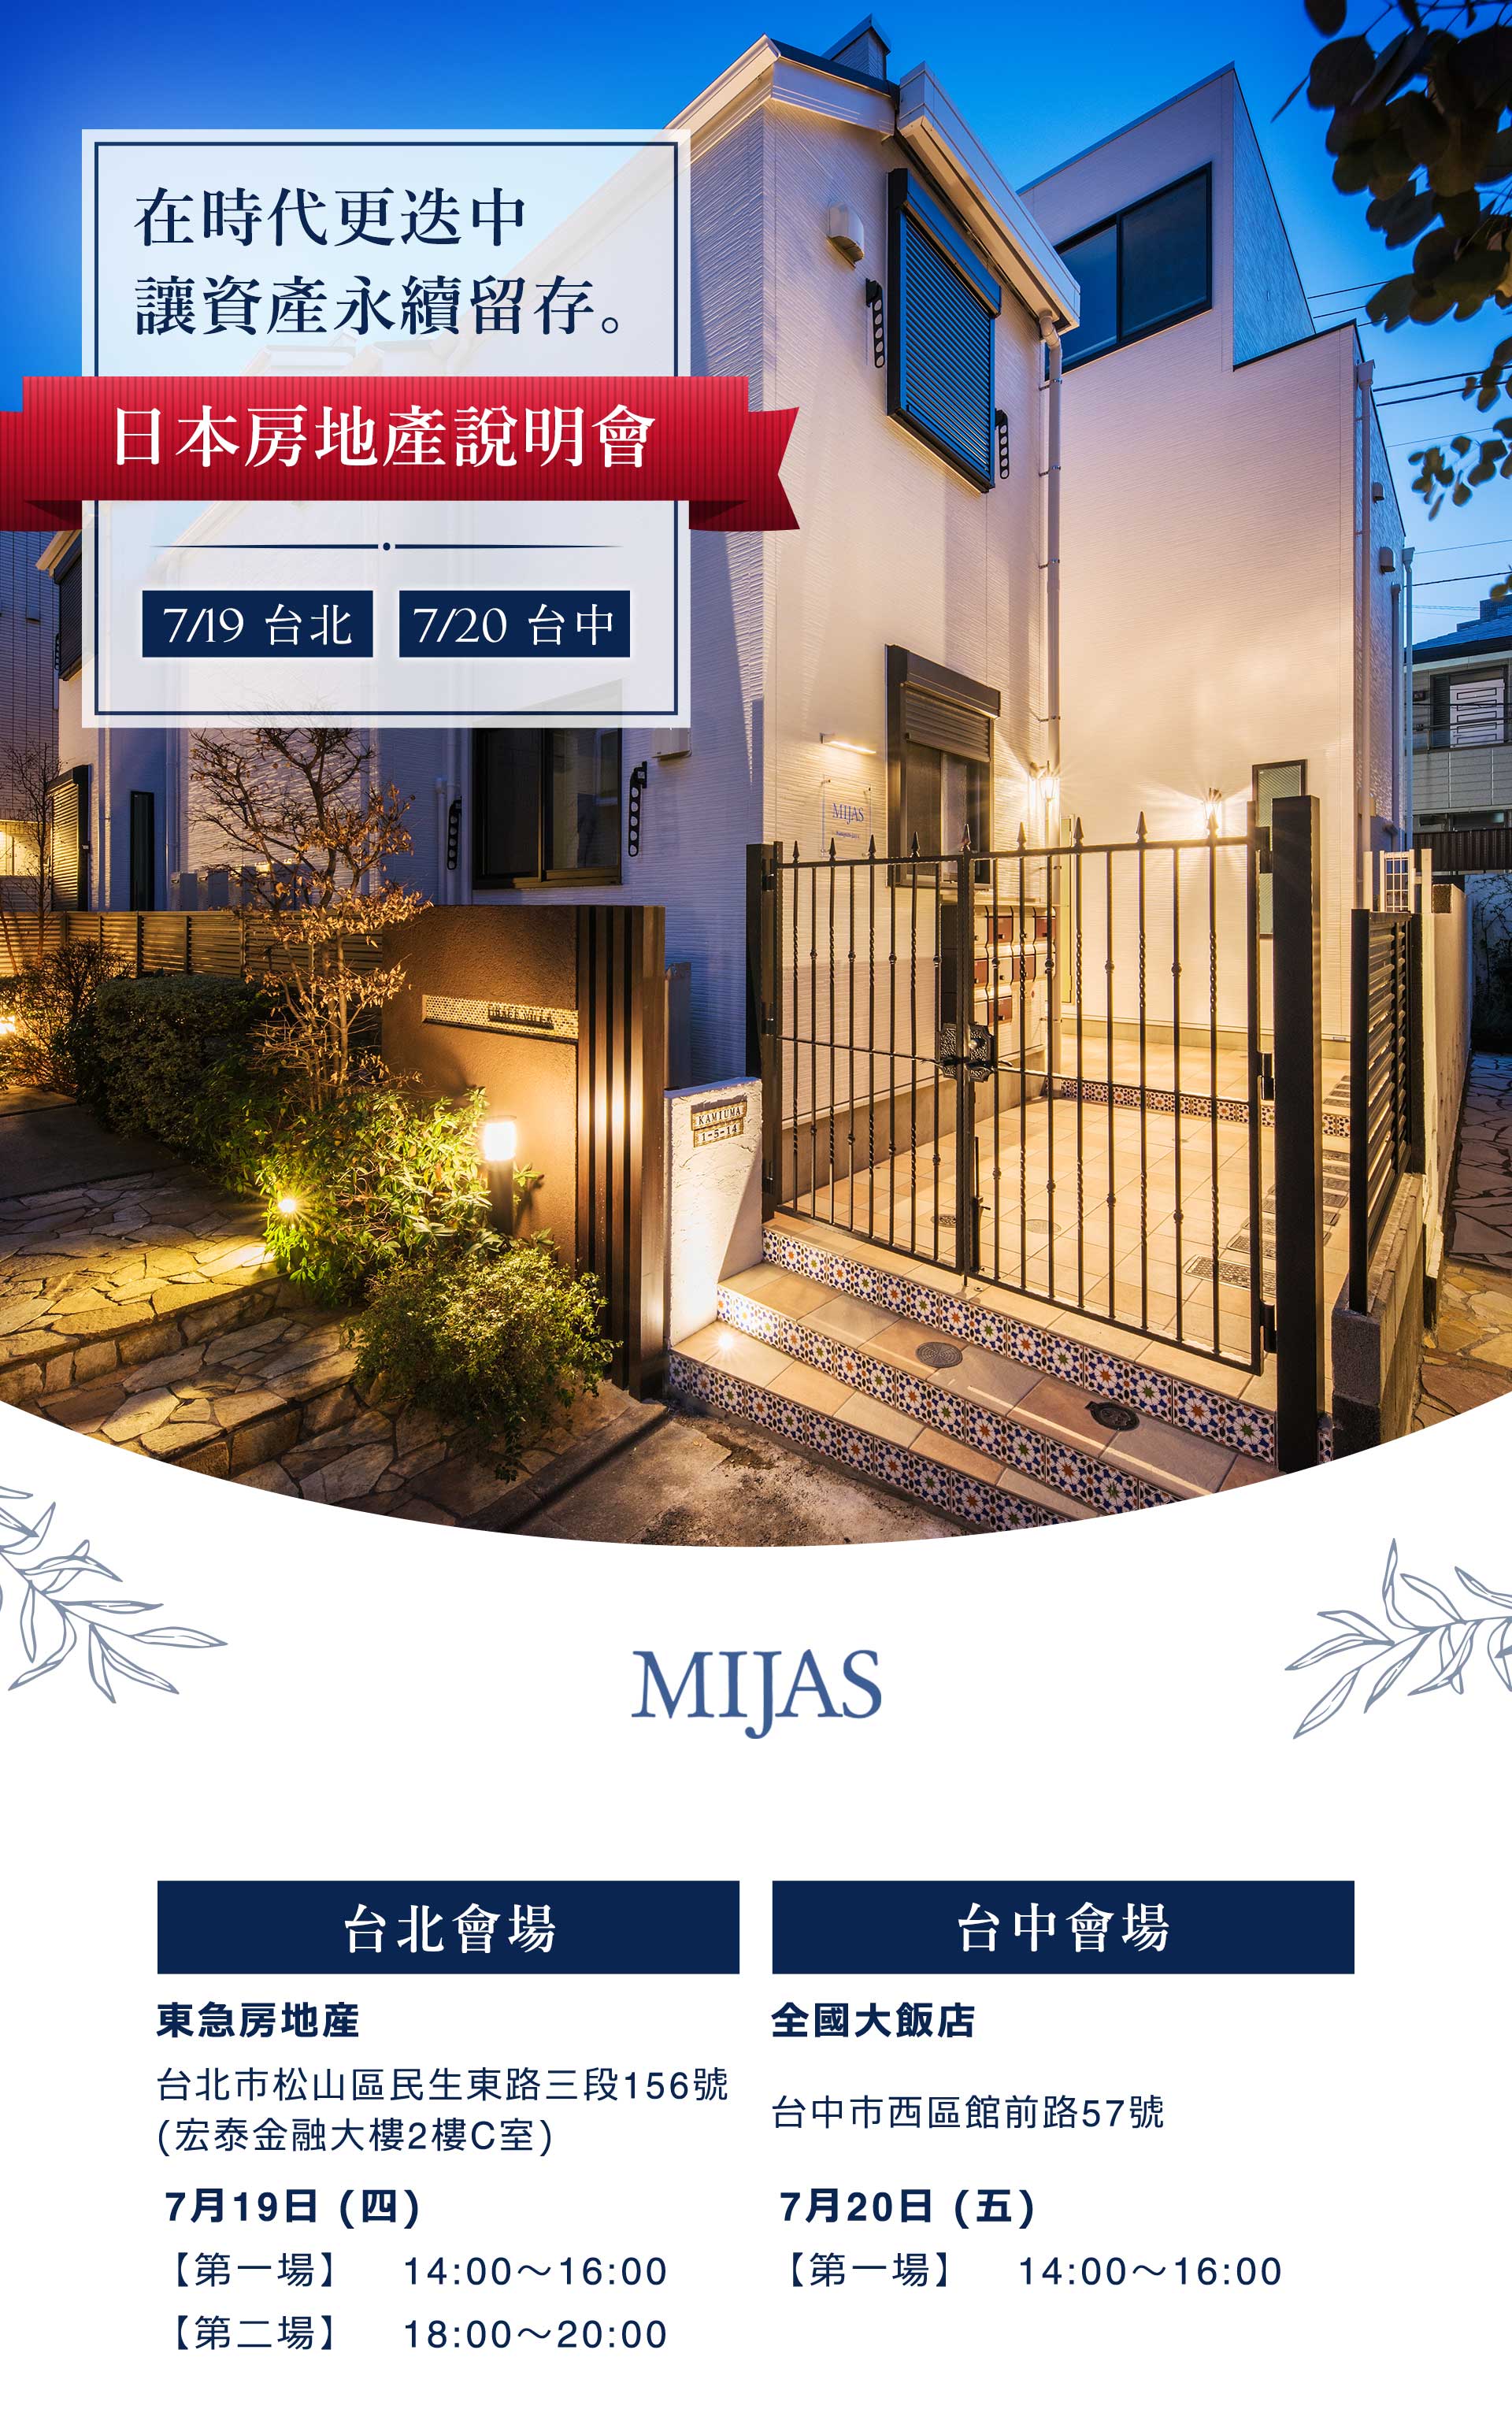 在時代更迭中
讓資產永續留存。
日本房地產說明會
7/19 台北
7/20 台中
MIJAS
KAMIUMA
1-5-14
MIJAS
台北會場
東急房地産
台北市松山區民生東路三段156號
(宏泰金融大樓2樓C室)
7月19日 (四)
【第一場】 14:00～16:00
【第二場】 18:00～20:00
台中會場
全國大飯店
台中市西區館前路57號
7月20日 (五)
【第一場】 14:00～16:00